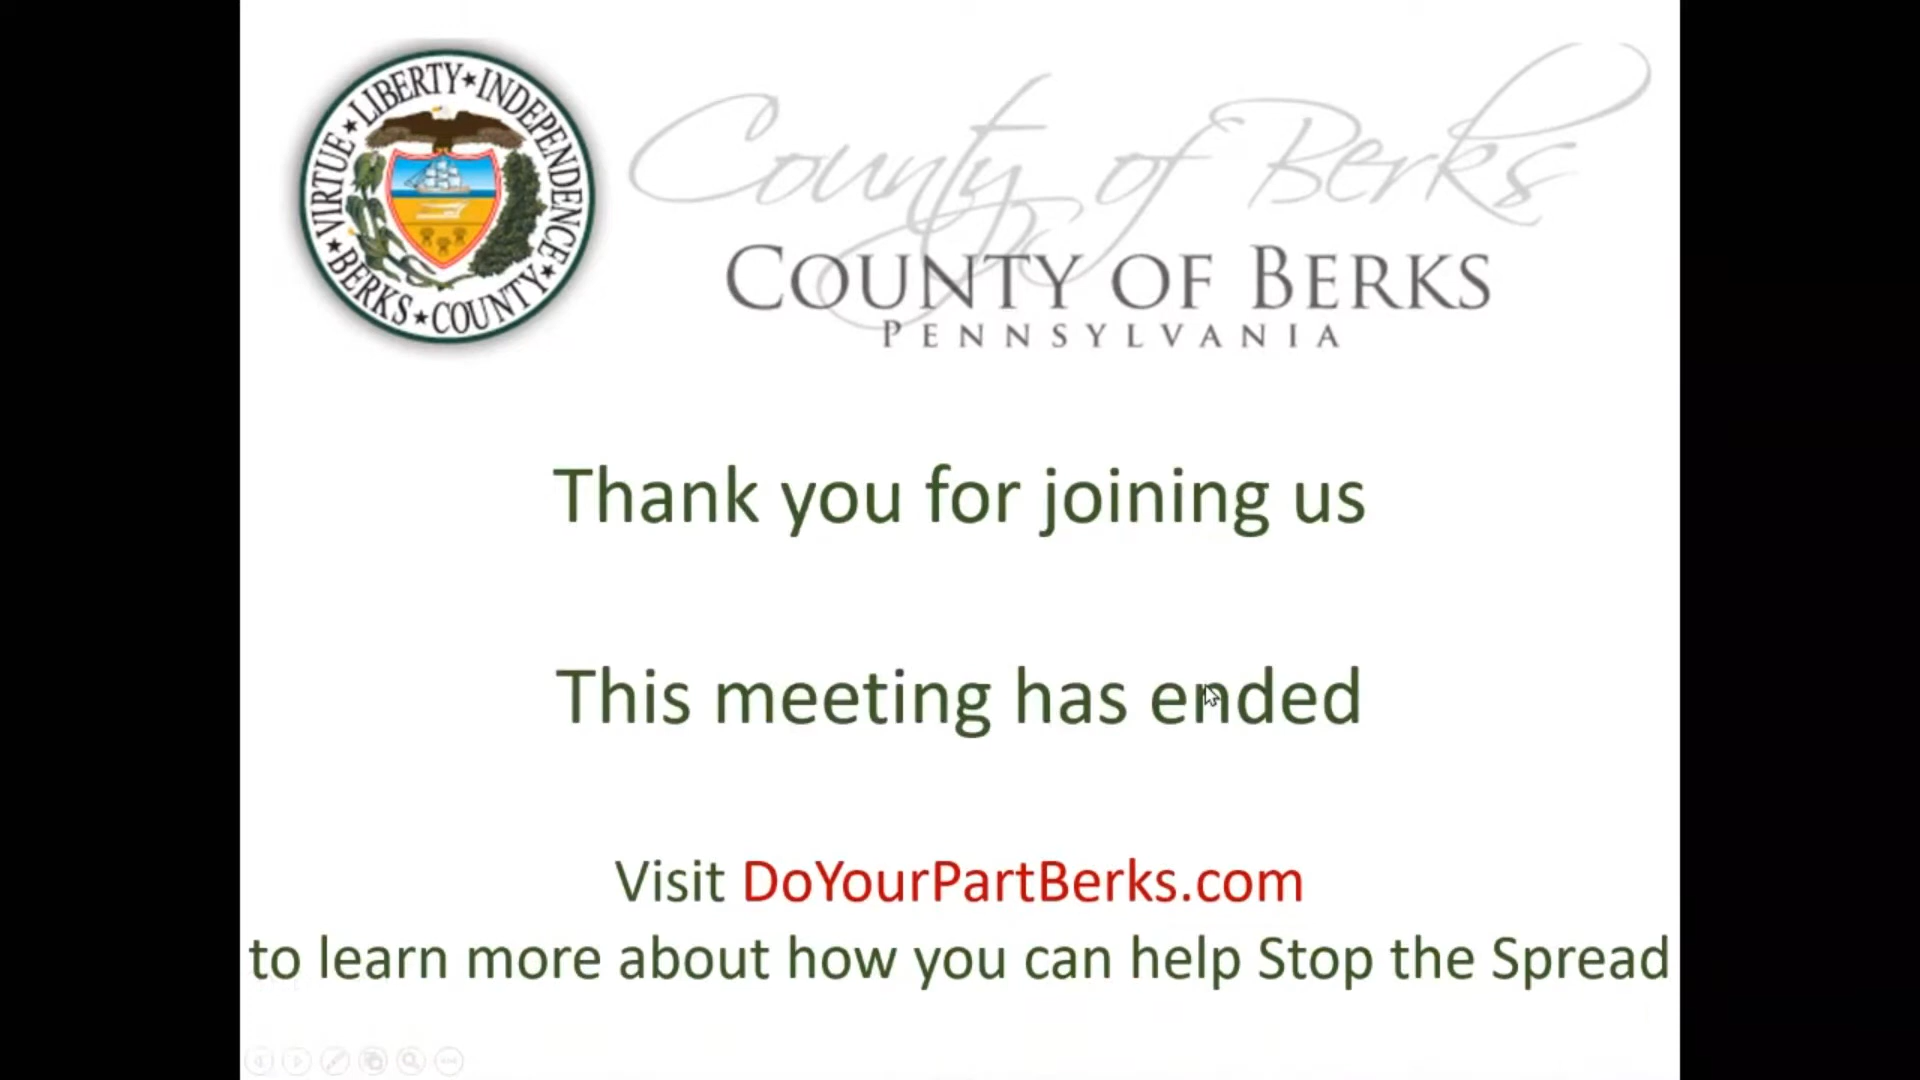 VIRTUE ★ LIBERTY ★ INDEPENDENCE ★
★ BERKS ★ COUNTY
County of Berks
COUNTY OF BERKS
PENNSYLVANIA
Thank you for joining us
This meeting has ended
Visit DoYourPartBerks.com
to learn more about how you can help Stop the Spread